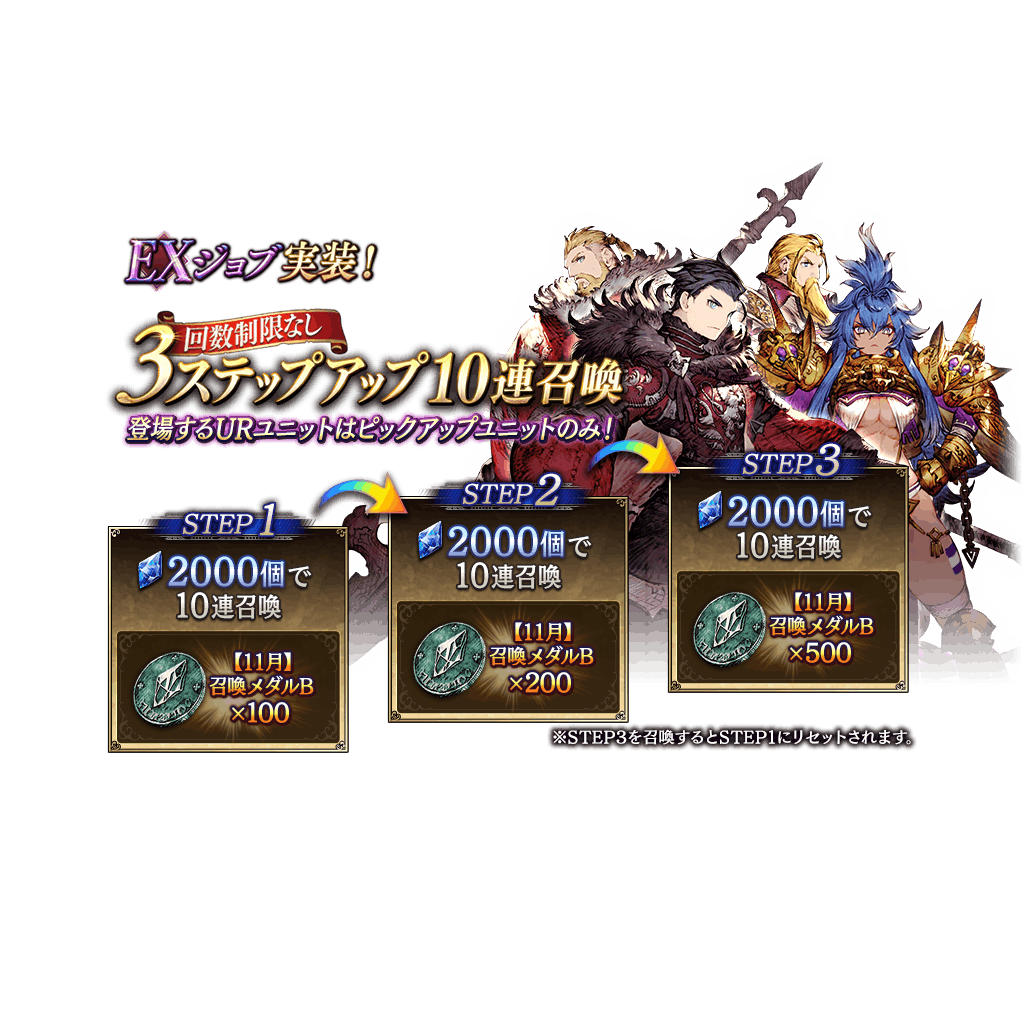 EXジョブ実装！
回数制限なし
3ステップアップ10連召喚
登場するURユニットはピックアップユニットのみ！
STEP 1
2000個で
10連召喚
【11月】
召喚メダルB
×100
STEP 2
2000個で
10連召喚
【11月】
召喚メダルB
×200
STEP 3
2000個で
10連召喚
【11月】
召喚メダルB
×500
※STEP3を召喚するとSTEP1にリセットされます。